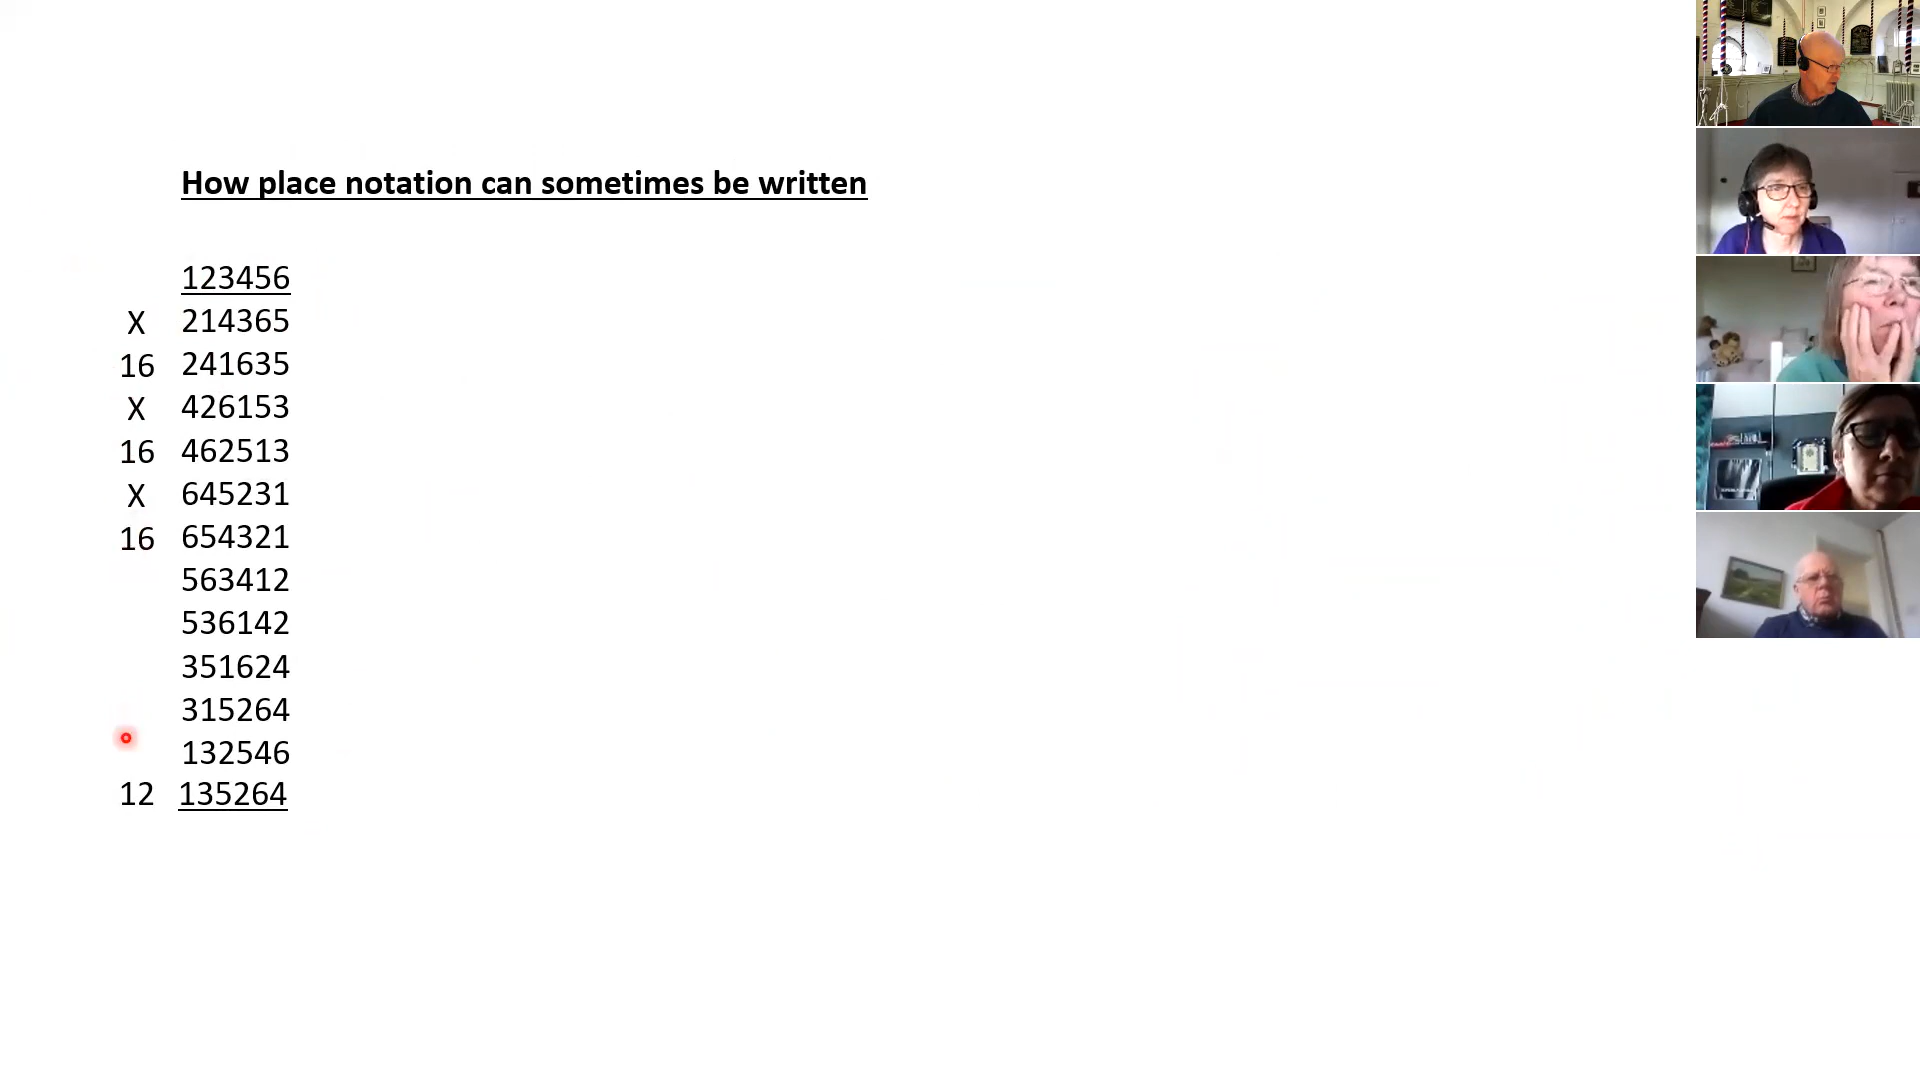 How place notation can sometimes be written
123456
X 214365
16 241635
X 426153
16 462513
X 645231
16 654321
563412
536142
351624
315264
132546
12 135264